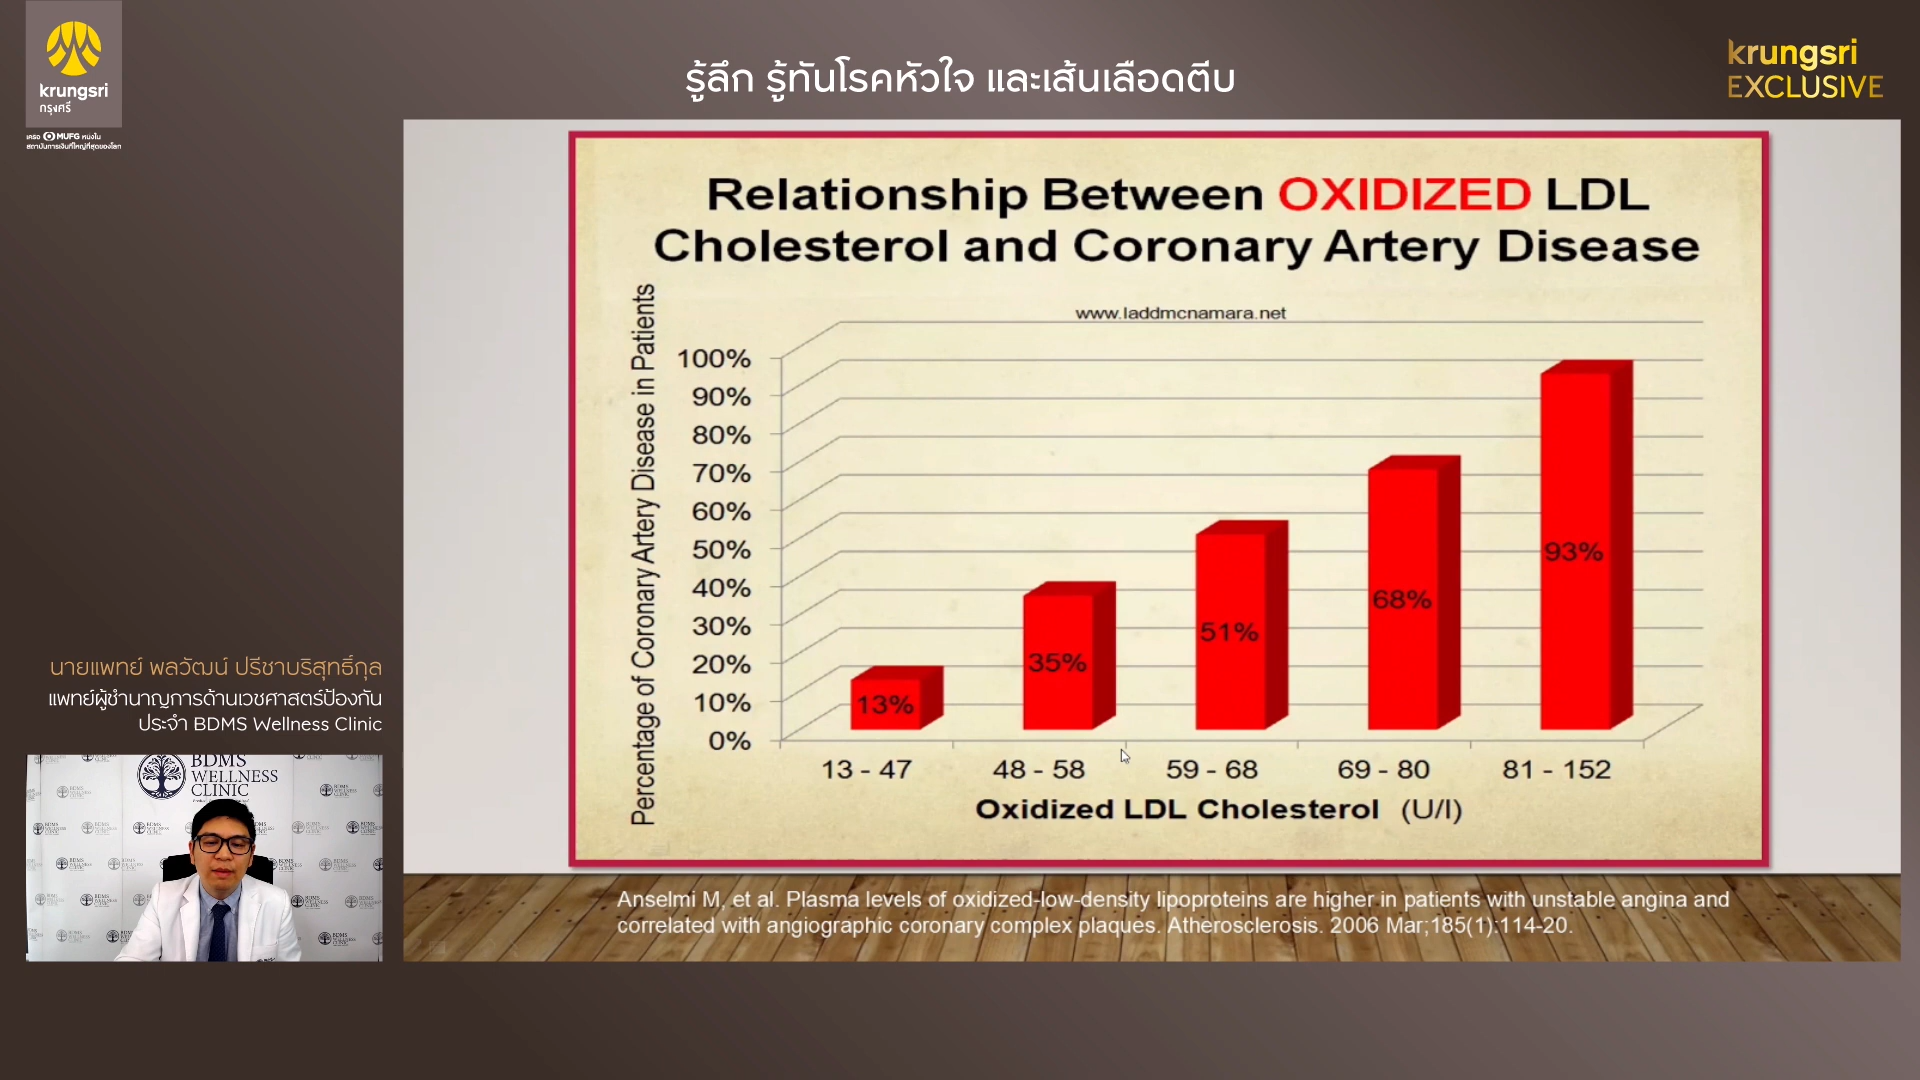 krungsri
กรุงศรี
เครือ MUFG หนึ่งใน
สถาบันการเงินที่ใหญ่ที่สุดของโลก
รู้ลึก รู้ทันโรคหัวใจ และเส้นเลือดตีบ
krungsri
EXCLUSIVE
Relationship Between OXIDIZED LDL
Cholesterol and Coronary Artery Disease
www.laddmcnamara.net
Percentage of Coronary Artery Disease in Patients
100%
90%
80%
70%
60%
50%
40%
30%
20%
10%
0%
13%
35%
51%
68%
93%
13 - 47
48 - 58
59 - 68
69 - 80
81 - 152
Oxidized LDL Cholesterol (U/l)
Anselmi M, et al. Plasma levels of oxidized-low-density lipoproteins are higher in patients with unstable angina and
correlated with angiographic coronary complex plaques. Atherosclerosis. 2006 Mar;185(1):114-20.
นายแพทย์ พลวัฒน์ ปรีชาบริสุทธิ์กุล
แพทย์ผู้ชำนาญการด้านเวชศาสตร์ป้องกัน
ประจำ BDMS Wellness Clinic
BDMS
WELLNESS
CLINIC